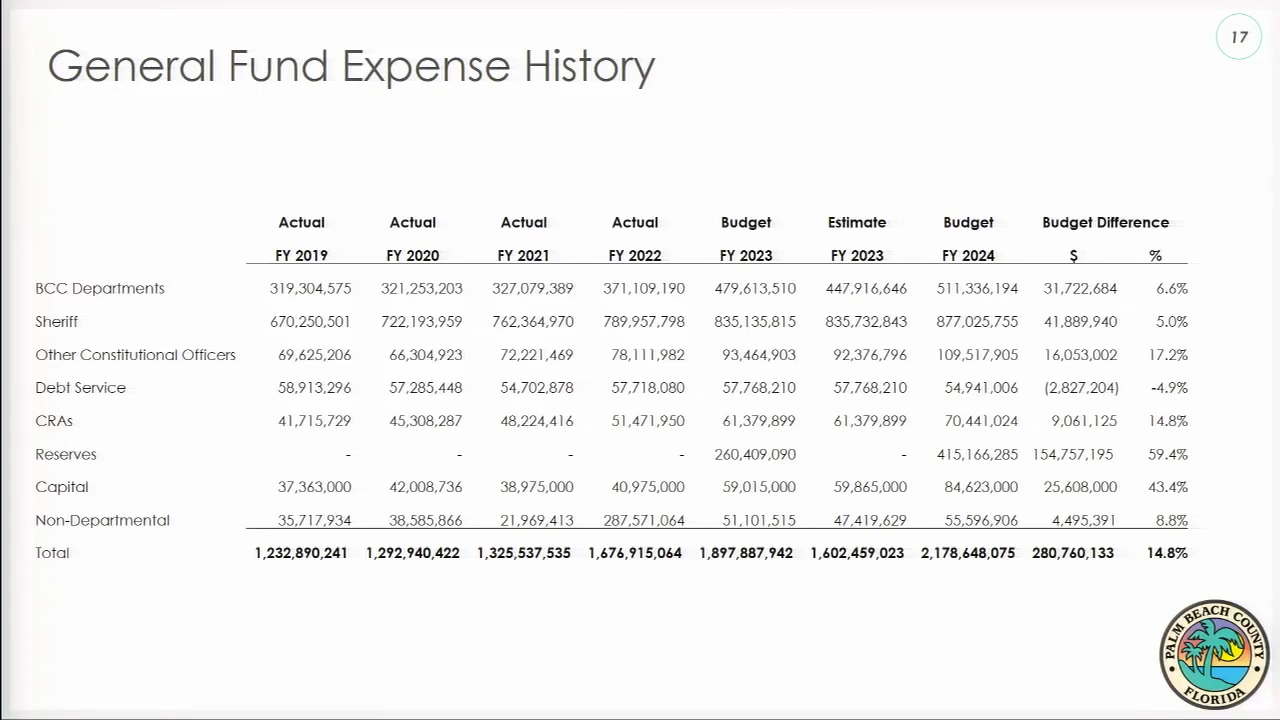 17
General Fund Expense History
Actual Actual Actual Actual Budget Estimate Budget Budget Difference
FY 2019 FY 2020 FY 2021 FY 2022 FY 2023 FY 2023 FY 2024 $ %
BCC Departments 319,304,575 321,253,203 327,079,389 371,109,190 479,613,510 447,916,646 511,336,194 31,722,684 6.6%
Sheriff 670,250,501 722,193,959 762,364,970 789,957,798 835,135,815 835,732,843 877,025,755 41,889,940 5.0%
Other Constitutional Officers 69,625,206 66,304,923 72,221,469 78,111,982 93,464,903 92,376,796 109,517,905 16,053,002 17.2%
Debt Service 58,913,296 57,285,448 54,702,878 57,718,080 57,768,210 57,768,210 54,941,006 (2,827,204) -4.9%
CRAs 41,715,729 45,308,287 48,224,416 51,471,950 61,379,899 61,379,899 70,441,024 9,061,125 14.8%
Reserves - - - - 260,409,090 - 415,166,285 154,757,195 59.4%
Capital 37,363,000 42,008,736 38,975,000 40,975,000 59,015,000 59,865,000 84,623,000 25,608,000 43.4%
Non-Departmental 35,717,934 38,585,866 21,969,413 287,571,064 51,101,515 47,419,629 55,596,906 4,495,391 8.8%
Total 1,232,890,241 1,292,940,422 1,325,537,535 1,676,915,064 1,897,887,942 1,602,459,023 2,178,648,075 280,760,133 14.8%
PALM BEACH COUNTY
FLORIDA